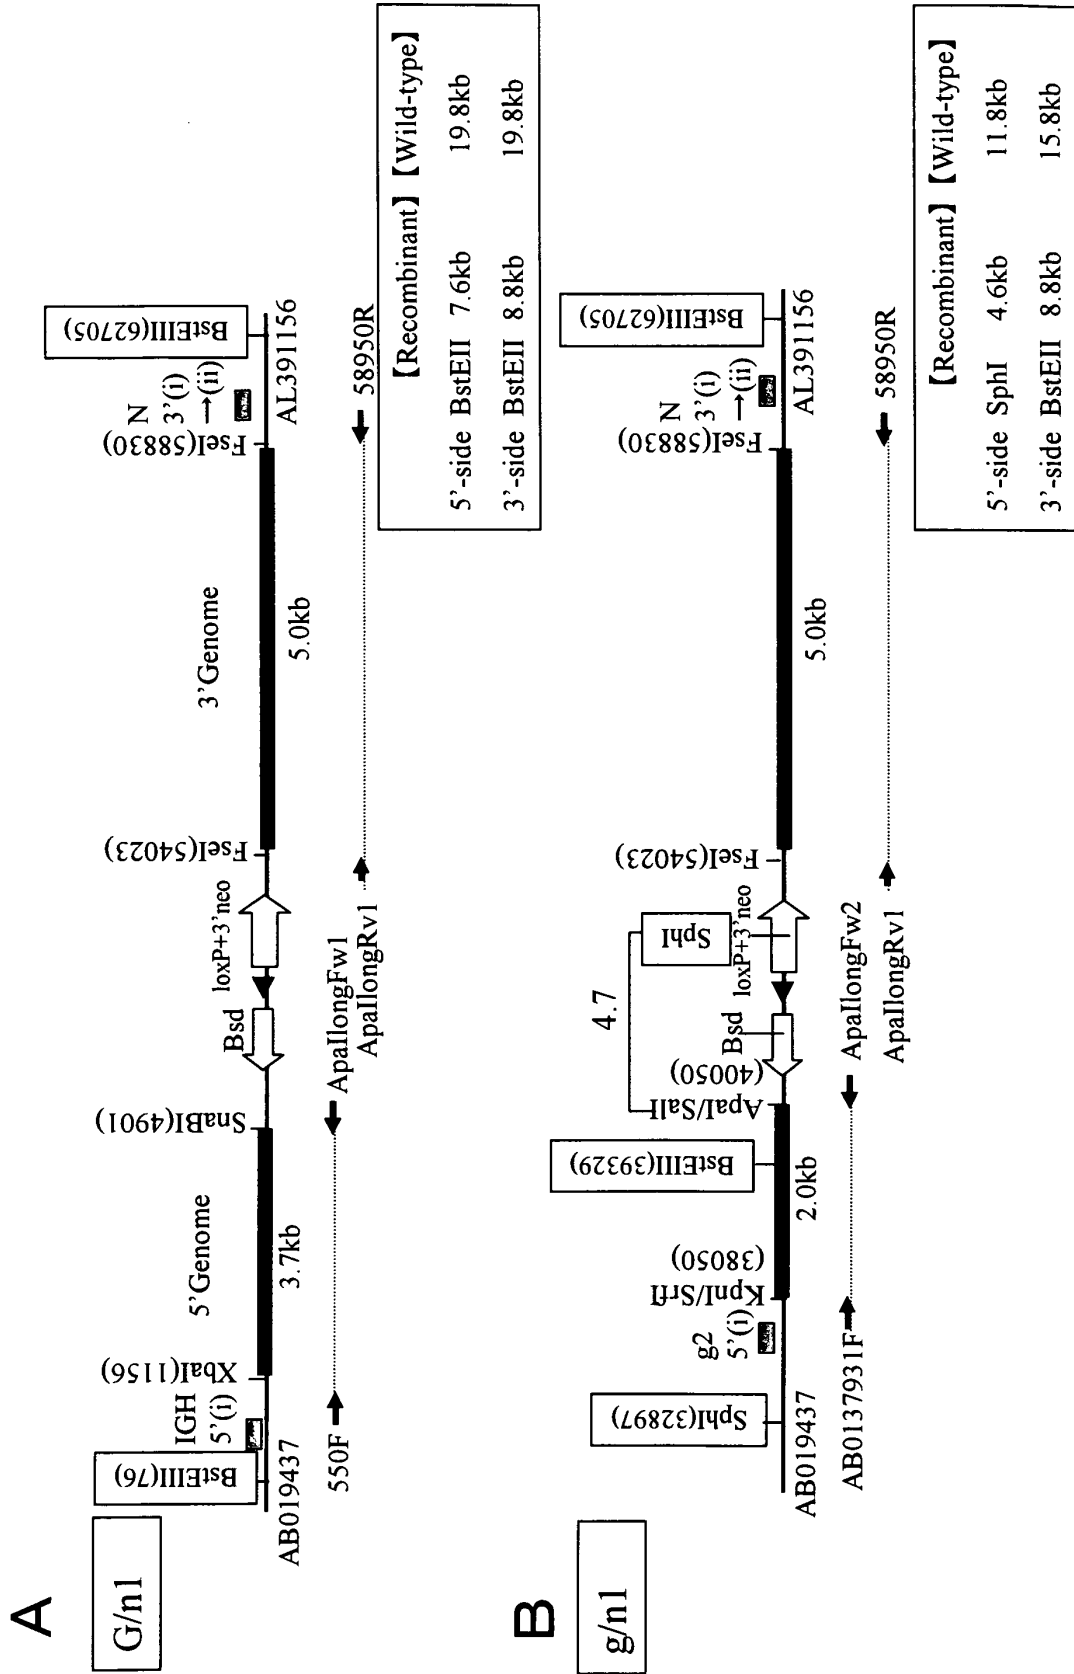 A
G/n1
BstEIII(76)
IGH
5'(i)
XbaI(1156)
5'Genome
SnaBI(4901)
Bsd
loxP+3'neo
FseI(54023)
3'Genome
FseI(58830)
N
3'(i)
→(ii)
BstEIII(62705)
AB019437
3.7kb
5.0kb
AL391156
550F
ApaIlongFw1
ApaIlongRv1
58950R
【Recombinant】【Wild-type】
5'-side BstEII 7.6kb 19.8kb
3'-side BstEII 8.8kb 19.8kb
B
g/n1
SphI(32897)
g2
5'(i)
KpnI/SrfI
(38050)
BstEIII(39329)
ApaI/SalI
(40050)
4.7
SphI
Bsd
loxP+3'neo
FseI(54023)
FseI(58830)
N
3'(i)
→(ii)
BstEIII(62705)
AB019437
2.0kb
5.0kb
AL391156
AB0137931F
ApaIlongFw2
ApaIlongRv1
58950R
【Recombinant】【Wild-type】
5'-side SphI 4.6kb 11.8kb
3'-side BstEII 8.8kb 15.8kb